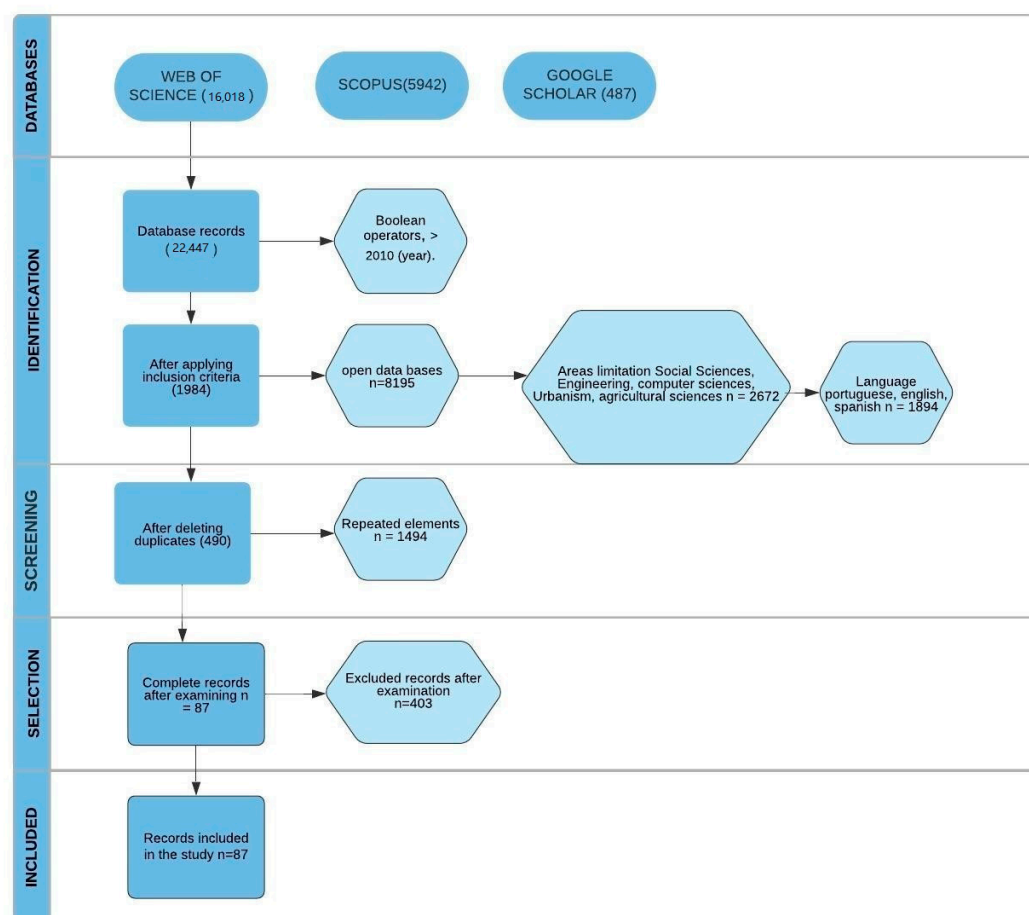 DATABASES
WEB OF
SCIENCE (16,018)
SCOPUS(5942)
GOOGLE
SCHOLAR (487)
IDENTIFICATION
Database records
(22,447)
Boolean
operators, >
2010 (year).
After applying
inclusion criteria
(1984)
open data bases
n=8195
Areas limitation Social Sciences,
Engineering, computer sciences,
Urbanism, agricultural sciences n = 2672
Language
portuguese, english,
spanish n = 1894
SCREENING
After deleting
duplicates (490)
Repeated elements
n = 1494
SELECTION
Complete records
after examining n
= 87
Excluded records after
examination
n=403
INCLUDED
Records included
in the study n=87